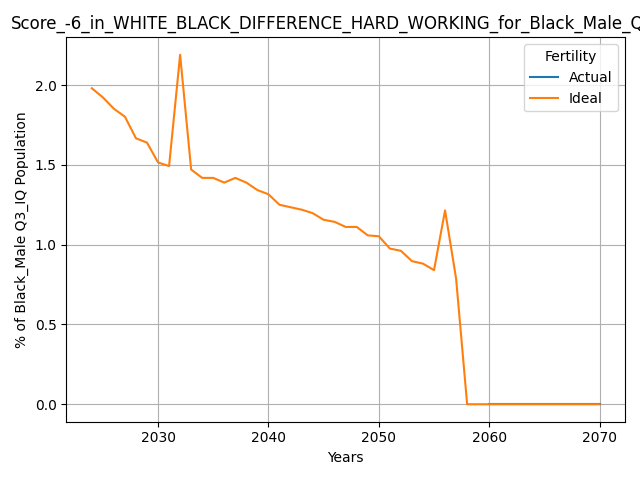 Score_-6_in_WHITE_BLACK_DIFFERENCE_HARD_WORKING_for_Black_Male_Q
Fertility
Actual
Ideal
% of Black_Male Q3_IQ Population
2.0
1.5
1.0
0.5
0.0
2030 2040 2050 2060 2070
Years